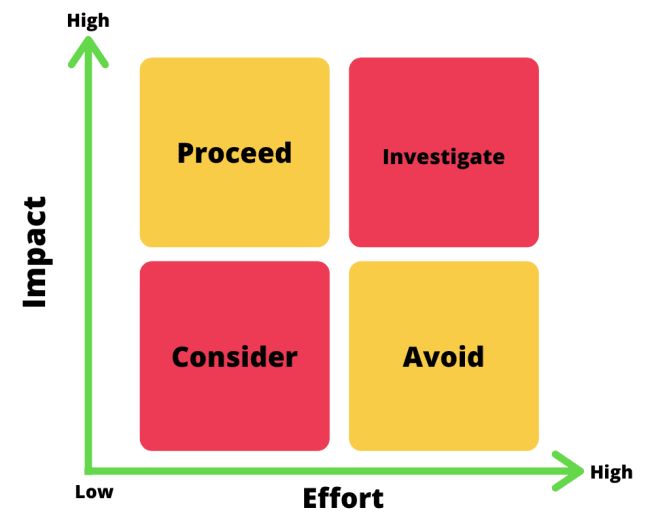 High
Proceed
Investigate
Impact
Consider
Avoid
High
Low
Effort